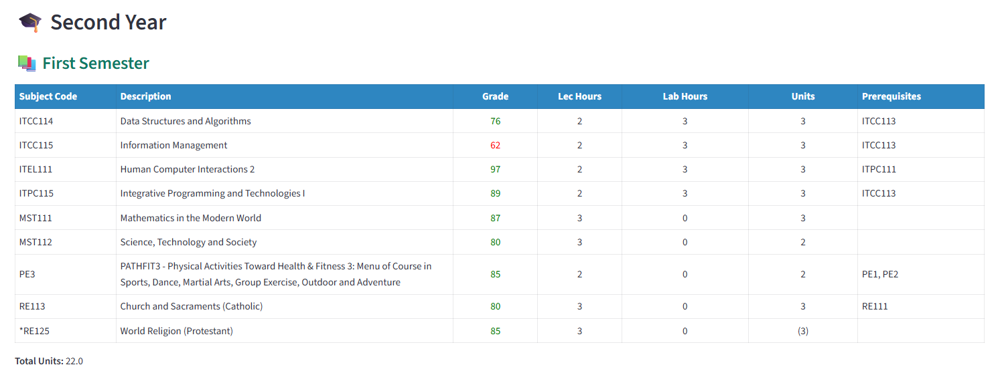 Second Year
First Semester
Subject Code Description Grade Lec Hours Lab Hours Units Prerequisites
ITCC114 Data Structures and Algorithms 76 2 3 3 ITCC113
ITCC115 Information Management 62 2 3 3 ITCC113
ITEL111 Human Computer Interactions 2 97 2 3 3 ITPC111
ITPC115 Integrative Programming and Technologies I 89 2 3 3 ITCC113
MST111 Mathematics in the Modern World 87 3 0 3
MST112 Science, Technology and Society 80 3 0 2
PE3 PATHFIT3 - Physical Activities Toward Health & Fitness 3: Menu of Course in
Sports, Dance, Martial Arts, Group Exercise, Outdoor and Adventure 85 2 0 2 PE1, PE2
RE113 Church and Sacraments (Catholic) 80 3 0 3 RE111
*RE125 World Religion (Protestant) 85 3 0 (3)
Total Units: 22.0